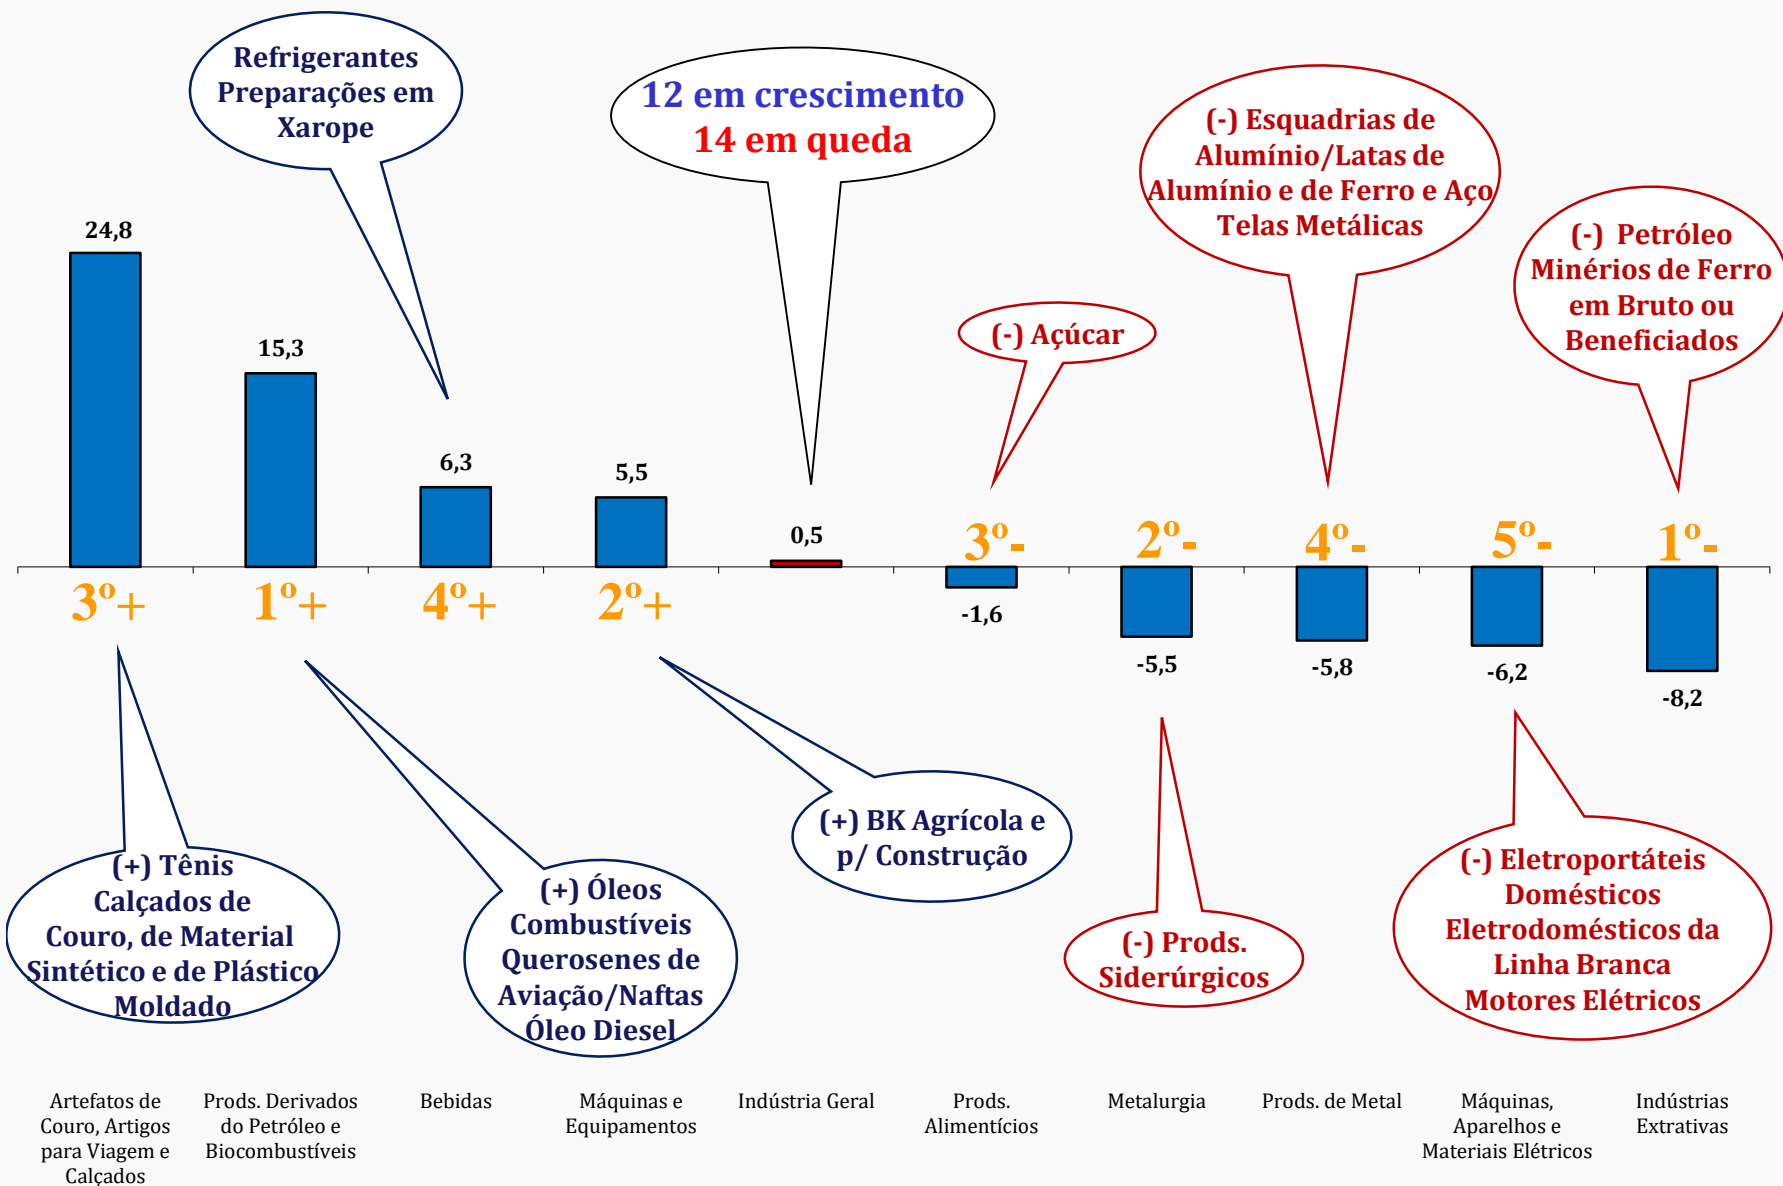 Refrigerantes
Preparações em
Xarope
12 em crescimento
14 em queda
(-) Esquadrias de
Alumínio/Latas de
Alumínio e de Ferro e Aço
Telas Metálicas
(-) Petróleo
Minérios de Ferro
em Bruto ou
Beneficiados
(-) Açúcar
24,8
15,3
6,3
5,5
0,5
3º-
2º-
4º-
5º-
1º-
3º+
1º+
4º+
2º+
-1,6
-5,5
-5,8
-6,2
-8,2
(+) BK Agrícola e
p/ Construção
(+) Tênis
Calçados de
Couro, de Material
Sintético e de Plástico
Moldado
(+) Óleos
Combustíveis
Querosenes de
Aviação/Naftas
Óleo Diesel
(-) Prods.
Siderúrgicos
(-) Eletroportáteis
Domésticos
Eletrodomésticos da
Linha Branca
Motores Elétricos
Artefatos de
Couro, Artigos
para Viagem e
Calçados
Prods. Derivados
do Petróleo e
Biocombustíveis
Bebidas
Máquinas e
Equipamentos
Indústria Geral
Prods.
Alimentícios
Metalurgia
Prods. de Metal
Máquinas,
Aparelhos e
Materiais Elétricos
Indústrias
Extrativas